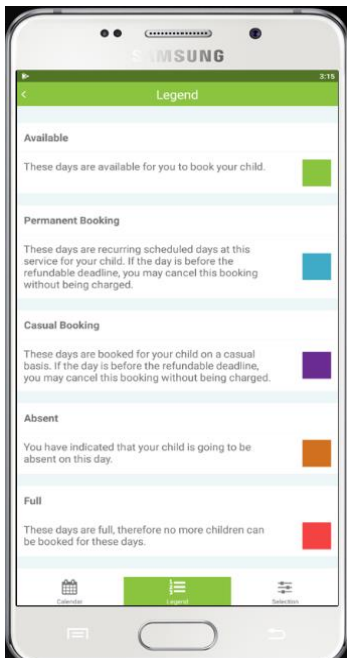 SAMSUNG
3:15
Legend
Available
These days are available for you to book your child.
Permanent Booking
These days are recurring scheduled days at this
service for your child. If the day is before the
refundable deadline, you may cancel this booking
without being charged.
Casual Booking
These days are booked for your child on a casual
basis. If the day is before the refundable deadline,
you may cancel this booking without being charged.
Absent
You have indicated that your child is going to be
absent on this day.
Full
These days are full, therefore no more children can
be booked for these days.
Calendar
Legend
Selection